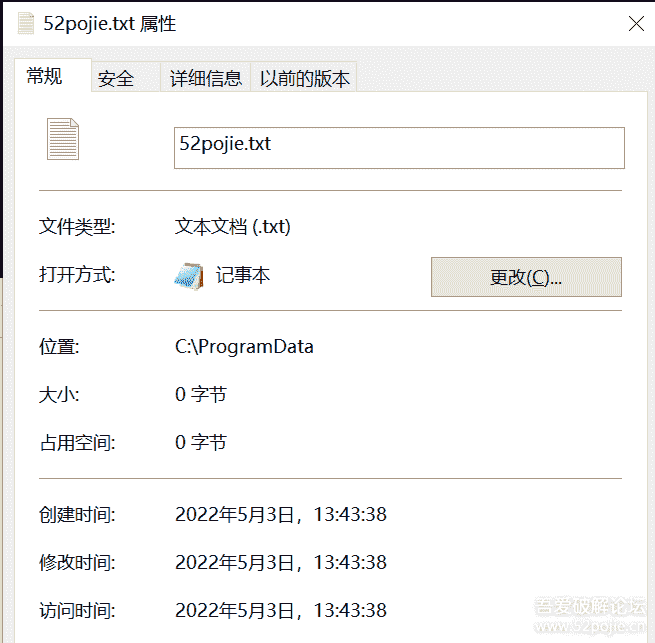 52pojie.txt 属性
常规 安全 详细信息 以前的版本
52pojie.txt
文件类型: 文本文档 (.txt)
打开方式: 记事本 更改(C)...
位置: C:\ProgramData
大小: 0 字节
占用空间: 0 字节
创建时间: 2022年5月3日，13:43:38
修改时间: 2022年5月3日，13:43:38
访问时间: 2022年5月3日，13:43:38
吾爱破解论坛
www.52pojie.cn